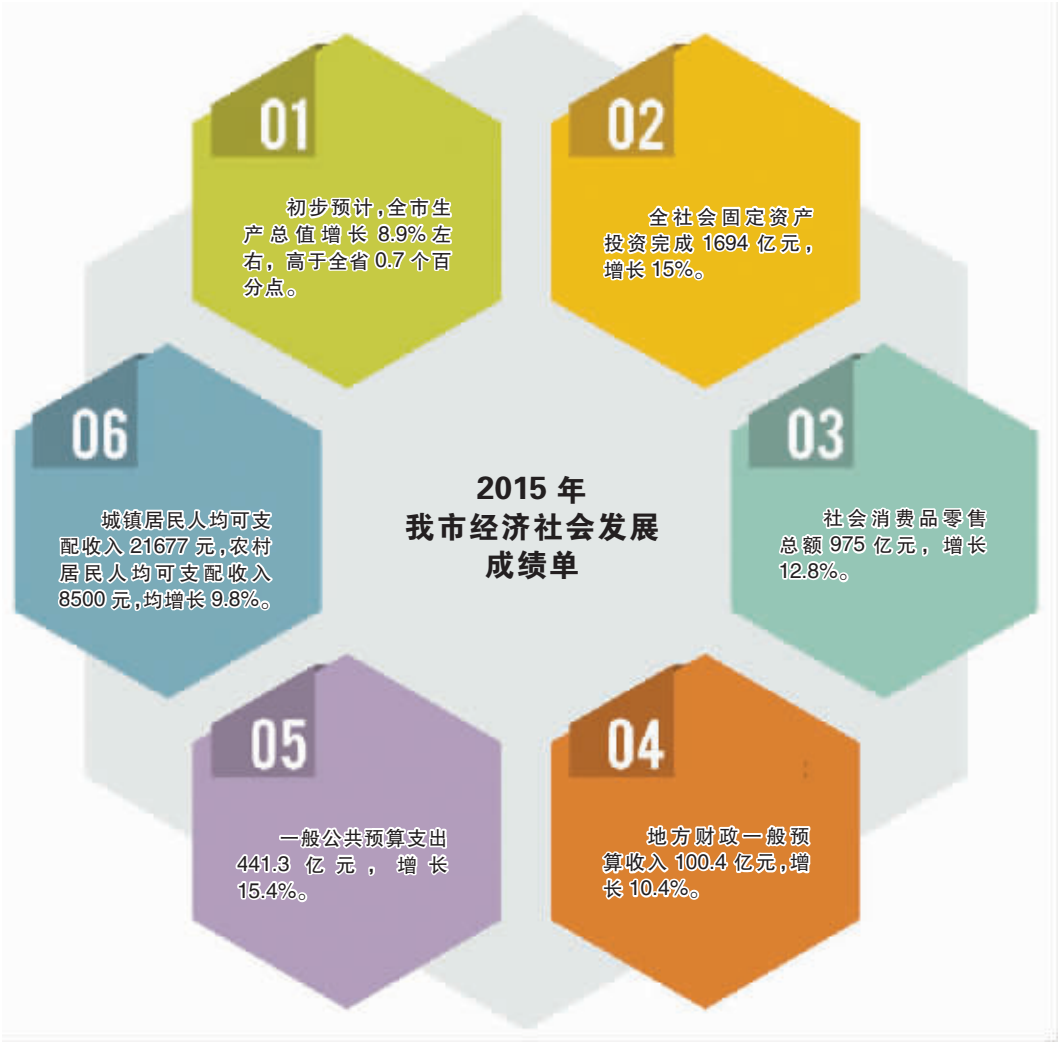 2015 年
我市经济社会发展
成绩单
01
初步预计,全市生
产总值增长 8.9%左
右，高于全省 0.7 个百
分点。
02
全社会固定资产
投资完成 1694 亿元，
增长 15%。
03
社会消费品零售
总额 975 亿元，增长
12.8%。
04
地方财政一般预
算收入 100.4 亿元,增
长 10.4%。
05
一般公共预算支出
441.3 亿元，增长
15.4%。
06
城镇居民人均可支
配收入 21677 元,农村
居民人均可支配收入
8500 元,均增长 9.8%。